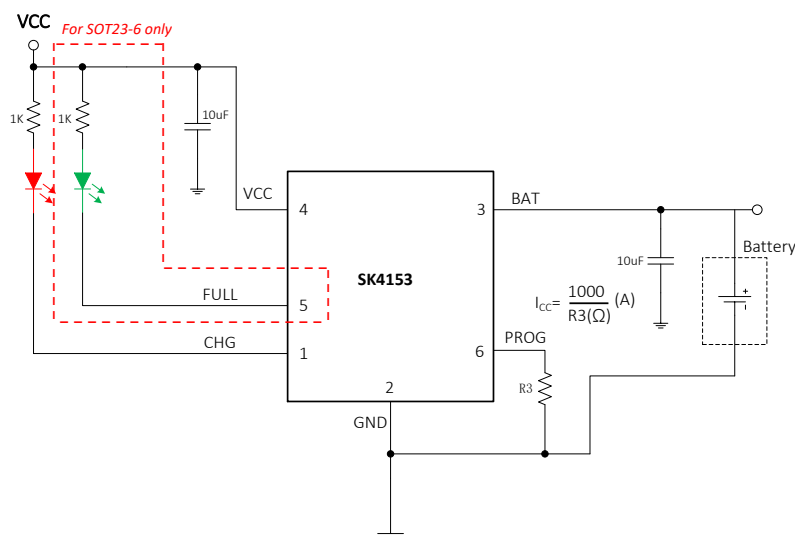 VCC
For SOT23-6 only
1K
1K
10uF
VCC
4
3
BAT
Battery
SK4153
10uF
+
-
FULL
5
I_CC= 1000
R3(Ω)
(A)
CHG
1
6
PROG
R3
2
GND